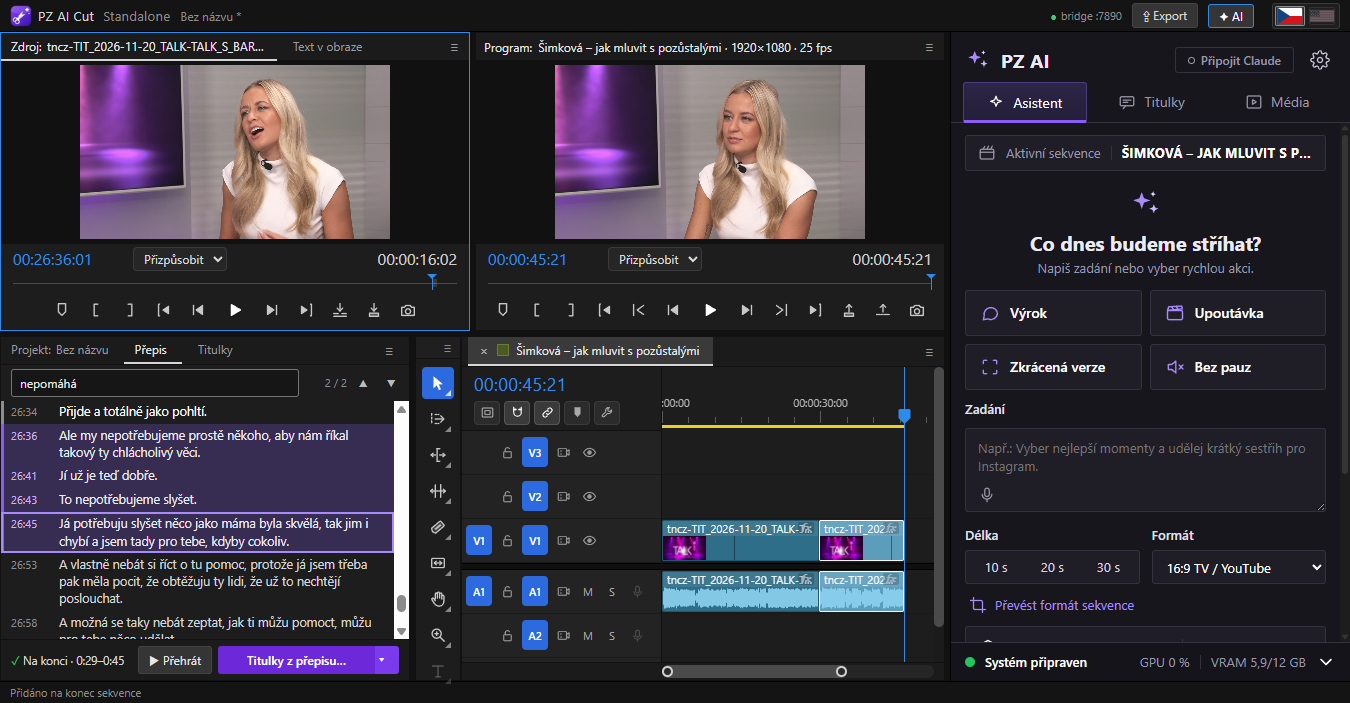 PZ AI Cut Standalone Bez názvu *
bridge :7890
Export
AI
Zdroj: tncz-TIT_2026-11-20_TALK-TALK_S_BAR...
Text v obraze
Program: Šimková – jak mluvit s pozůstalými · 1920×1080 · 25 fps
00:26:36:01
Přizpůsobit
00:00:16:02
00:00:45:21
Přizpůsobit
00:00:45:21
Projekt: Bez názvu
Přepis
Titulky
nepomáhá
2 / 2
26:34 Přijde a totálně jako pohltí.
26:36 Ale my nepotřebujeme prostě někoho, aby nám říkal
takový ty chlácholivý věci.
26:41 Jí už je teď dobře.
26:43 To nepotřebujeme slyšet.
26:45 Já potřebuju slyšet něco jako máma byla skvělá, tak jim i
chybí a jsem tady pro tebe, kdyby cokoliv.
26:53 A vlastně nebát si říct o tu pomoc, protože já jsem třeba
pak měla pocit, že obtěžuju ty lidi, že už to nechtějí
poslouchat.
26:58 A možná se taky nebát zeptat, jak ti můžu pomoct, můžu
pro tebe něco udělat
✓ Na konci · 0:29–0:45
Přehrát
Titulky z přepisu...
Přidáno na konec sekvence
× Šimková – jak mluvit s pozůstalými
00:00:45:21
:00:00
00:00:30:00
V3
V2
V1
V1
tncz-TIT_2026-11-20_TALK-T
fx
tncz-TIT_202
fx
TALK
TALK
A1
A1
M
S
tncz-TIT_2026-11-20_TALK-T
fx
tncz-TIT_202
fx
A2
M
S
T
PZ AI
Připojit Claude
Asistent
Titulky
Média
Aktivní sekvence
ŠIMKOVÁ – JAK MLUVIT S P...
Co dnes budeme stříhat?
Napiš zadání nebo vyber rychlou akci.
Výrok
Upoutávka
Zkrácená verze
Bez pauz
Zadání
Např.: Vyber nejlepší momenty a udělej krátký sestřih pro
Instagram.
Délka
Formát
10 s
20 s
30 s
16:9 TV / YouTube
Převést formát sekvence
Systém připraven
GPU 0 %
VRAM 5,9/12 GB